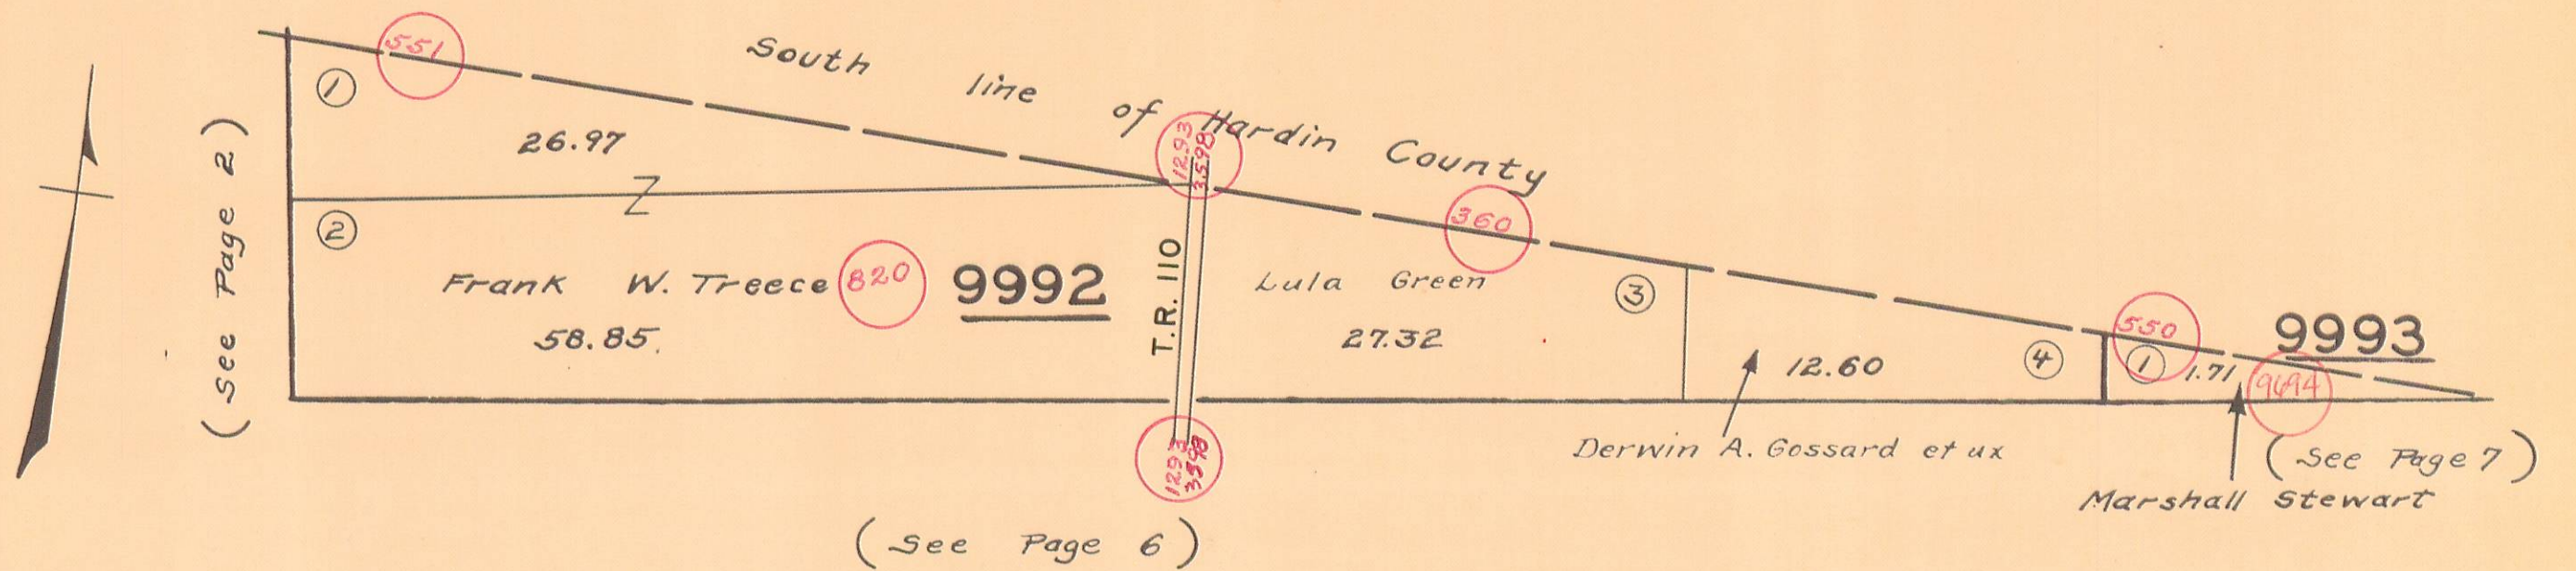 551
South line of Hardin County
1
26.97
1293
3598
(See Page 2)
Z
2
360
Frank W. Treece
820
9992
T.R. 110
Lula Green
3
58.85
27.32
12.60
4
550
9993
1
1.71
9694
Derwin A. Gossard et ux
(See Page 7)
1293
3598
Marshall Stewart
(See Page 6)